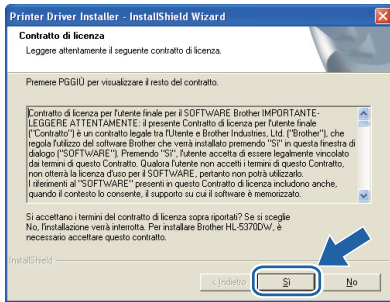 Printer Driver Installer - InstallShield Wizard
Contratto di licenza
Leggere attentamente il seguente contratto di licenza.
Premere PGGIÙ per visualizzare il resto del contratto.
Contratto di licenza per l'utente finale per il SOFTWARE Brother IMPORTANTE-
LEGGERE ATTENTAMENTE: il presente Contratto di licenza per l'utente finale
("Contratto") è un contratto legale tra l'Utente e Brother Industries, Ltd. ("Brother"), che
regola l'utilizzo del software Brother che verrà installato premendo "Sì" in questa finestra di
dialogo ("SOFTWARE"). Premendo "Sì", l'utente accetta di essere legalmente vincolato
dai termini di questo Contratto. Qualora l'utente non accetti i termini di questo Contratto,
non otterrà la licenza d'uso per il SOFTWARE, pertanto non potrà utilizzarlo.
I riferimenti al "SOFTWARE" presenti in questo Contratto di licenza includono anche,
quando il contesto lo consente, il supporto su cui il software è memorizzato.
Si accettano i termini del contratto di licenza sopra riportati? Se si sceglie
No, l'installazione verrà interrotta. Per installare Brother HL-5370DW, è
necessario accettare questo contratto.
InstallShield
< Indietro
Sì
No